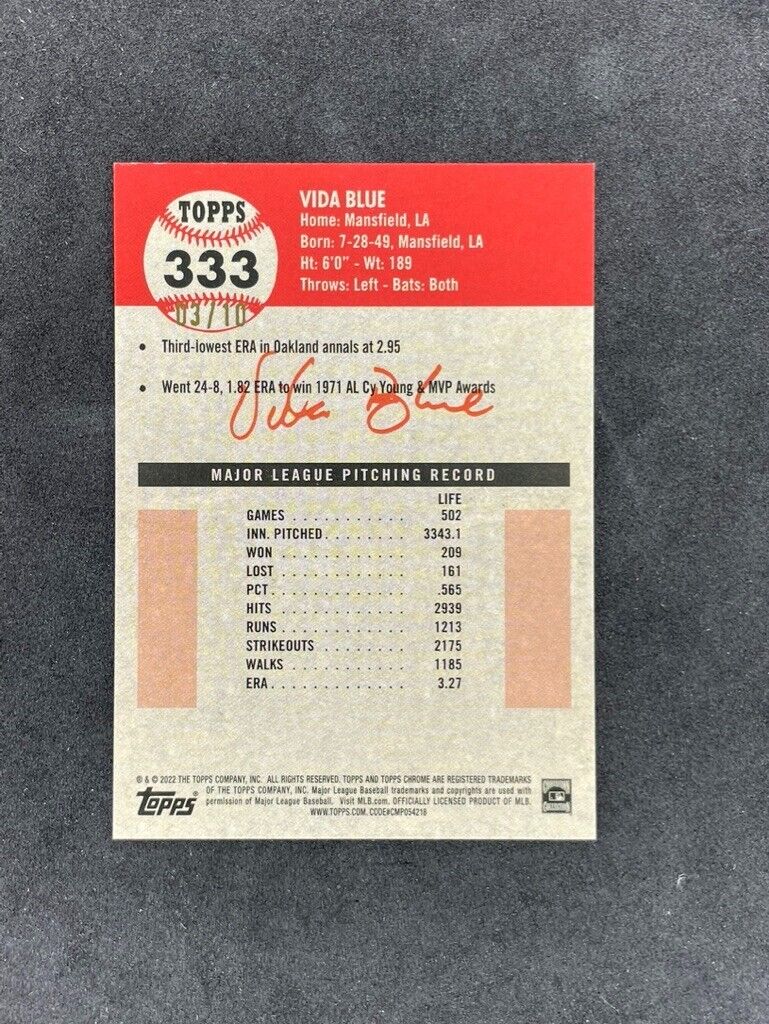 TOPPS
333
03/10
VIDA BLUE
Home: Mansfield, LA
Born: 7-28-49, Mansfield, LA
Ht: 6'0" - Wt: 189
Throws: Left - Bats: Both
• Third-lowest ERA in Oakland annals at 2.95
• Went 24-8, 1.82 ERA to win 1971 AL Cy Young & MVP Awards
Vida Blue
MAJOR LEAGUE PITCHING RECORD
LIFE
GAMES . . . . . . . . . . . 502
INN. PITCHED. . . . . . . . 3343.1
WON . . . . . . . . . . . . 209
LOST . . . . . . . . . . . . 161
PCT. . . . . . . . . . . . . .565
HITS . . . . . . . . . . . . 2939
RUNS . . . . . . . . . . . . 1213
STRIKEOUTS . . . . . . . . 2175
WALKS . . . . . . . . . . . 1185
ERA. . . . . . . . . . . . . 3.27
® & © 2022 THE TOPPS COMPANY, INC. ALL RIGHTS RESERVED. TOPPS AND TOPPS CHROME ARE REGISTERED TRADEMARKS
OF THE TOPPS COMPANY, INC. Major League Baseball trademarks and copyrights are used with
permission of Major League Baseball. Visit MLB.com. OFFICIALLY LICENSED PRODUCT OF MLB.
WWW.TOPPS.COM. CODE#CMP054218
topps®